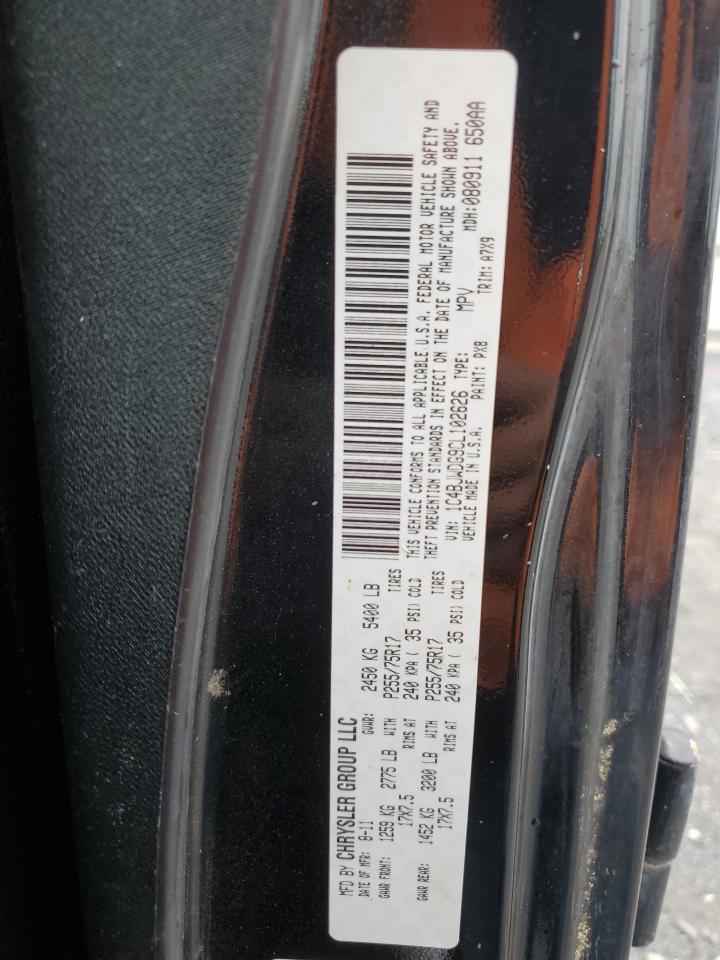 MFD BY CHRYSLER GROUP LLC
DATE OF MFR: 8-11 GVWR: 2450 KG 5400 LB
GAWR FRONT: 1259 KG 2775 LB WITH P255/75R17 TIRES
17X7.5 RIMS AT 240 KPA ( 35 PSI) COLD
GAWR REAR: 1452 KG 3200 LB WITH P255/75R17 TIRES
17X7.5 RIMS AT 240 KPA ( 35 PSI) COLD
THIS VEHICLE CONFORMS TO ALL APPLICABLE U.S.A. FEDERAL MOTOR VEHICLE SAFETY AND
THEFT PREVENTION STANDARDS IN EFFECT ON THE DATE OF MANUFACTURE SHOWN ABOVE.
VIN: 1C4BJWDG9CL102626 TYPE: MPV MDH:080911 650AA
VEHICLE MADE IN U.S.A. PAINT: PX8 TRIM: A7X9